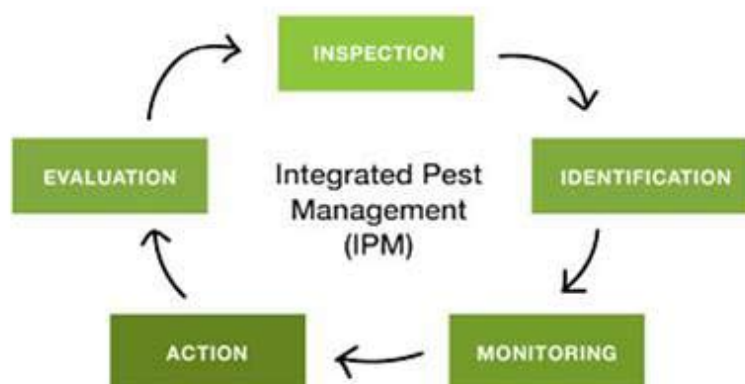 INSPECTION
EVALUATION
Integrated Pest
Management
(IPM)
IDENTIFICATION
ACTION
MONITORING